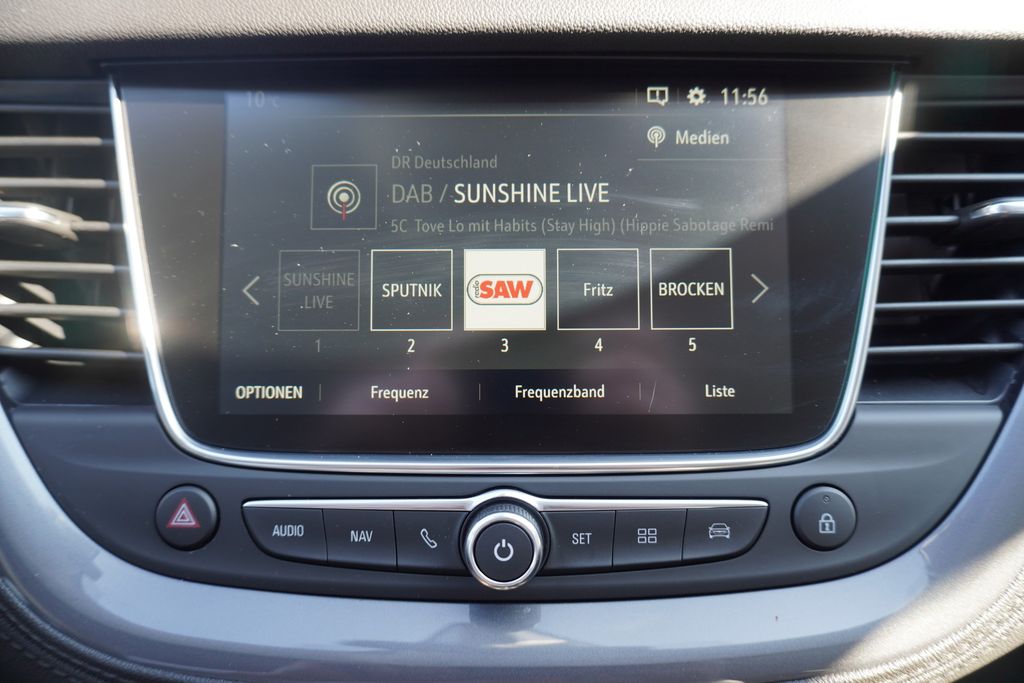 10°C
11:56
Medien
DR Deutschland
DAB / SUNSHINE LIVE
5C Tove Lo mit Habits (Stay High) (Hippie Sabotage Remi
SUNSHINE LIVE
SPUTNIK
radio SAW
Fritz
BROCKEN
1 2 3 4 5
OPTIONEN Frequenz Frequenzband Liste
AUDIO NAV SET